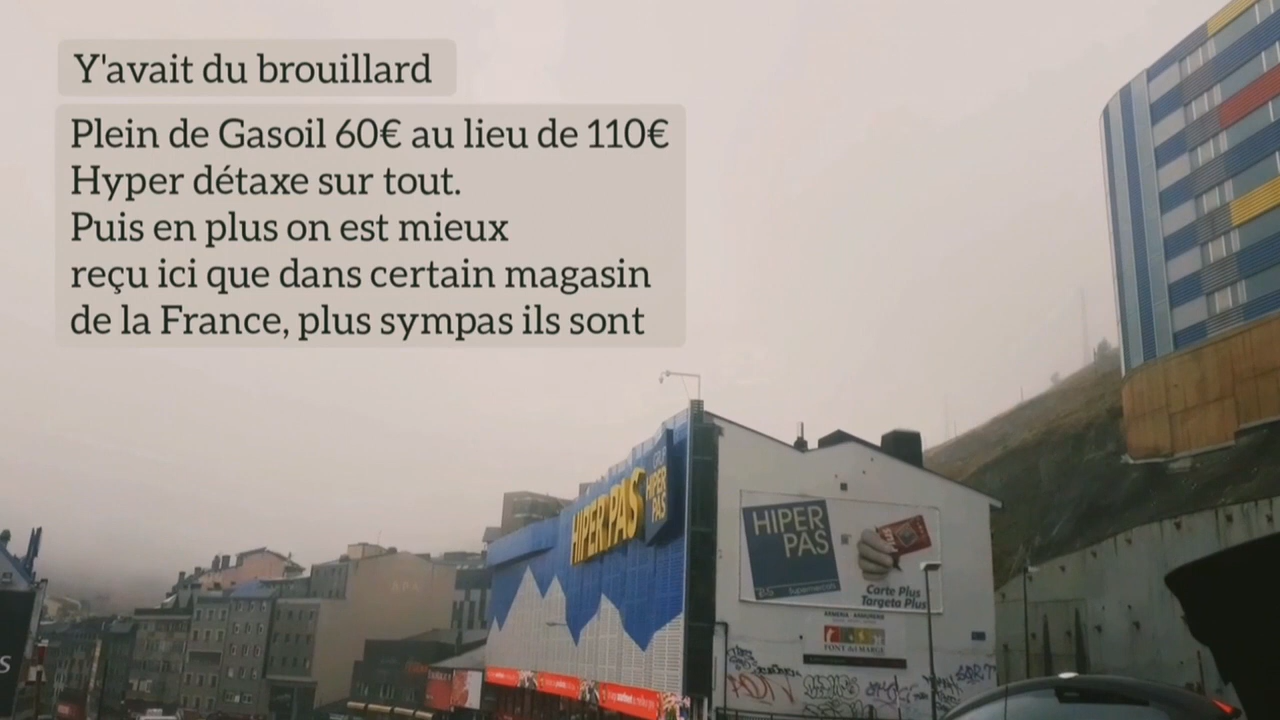 Y'avait du brouillard
Plein de Gasoil 60€ au lieu de 110€
Hyper détaxe sur tout.
Puis en plus on est mieux
reçu ici que dans certain magasin
de la France, plus sympas ils sont
HIPER PAS
HIPER
PAS
HIPER
PAS
Carte Plus
Targeta Plus
FONT DEL MARGE